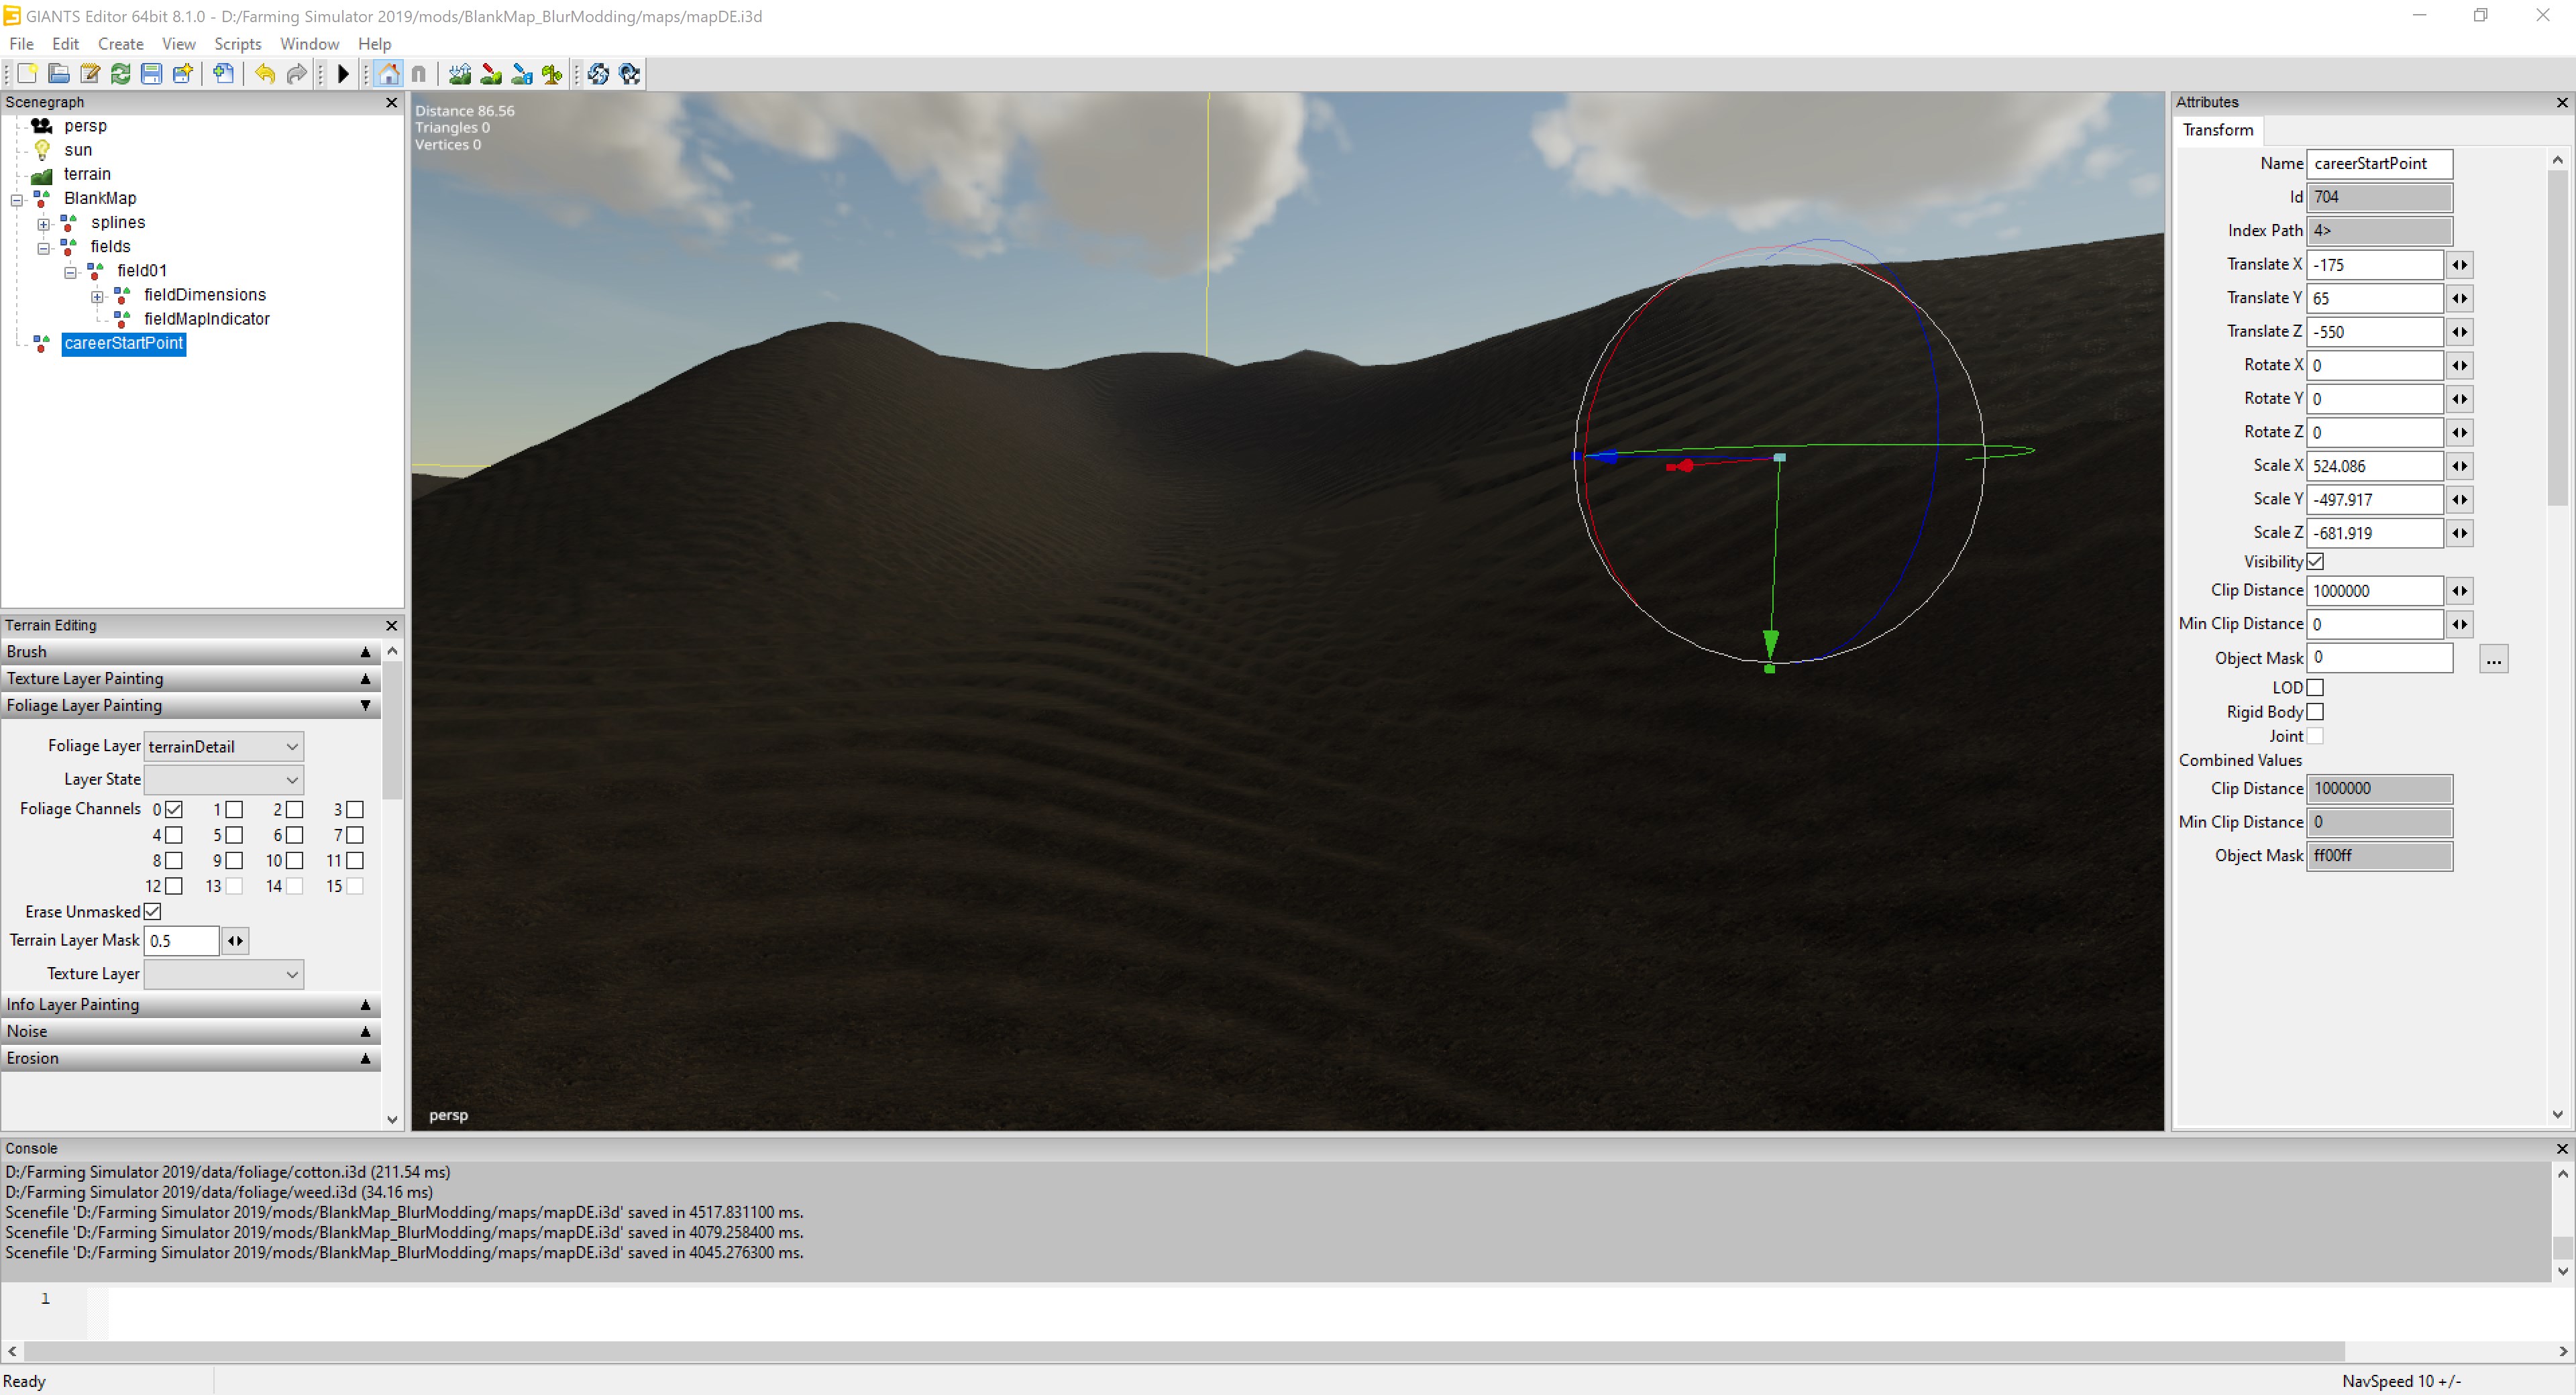 GIANTS Editor 64bit 8.1.0 - D:/Farming Simulator 2019/mods/BlankMap_BlurModding/maps/mapDE.i3d
File Edit Create View Scripts Window Help
Scenegraph
persp
sun
terrain
BlankMap
splines
fields
field01
fieldDimensions
fieldMapIndicator
careerStartPoint
Terrain Editing
Brush
Texture Layer Painting
Foliage Layer Painting
Foliage Layer terrainDetail
Layer State
Foliage Channels 0 1 2 3
4 5 6 7
8 9 10 11
12 13 14 15
Erase Unmasked
Terrain Layer Mask 0.5
Texture Layer
Info Layer Painting
Noise
Erosion
Distance 86.56
Triangles 0
Vertices 0
persp
Attributes
Transform
Name careerStartPoint
Id 704
Index Path 4>
Translate X -175
Translate Y 65
Translate Z -550
Rotate X 0
Rotate Y 0
Rotate Z 0
Scale X 524.086
Scale Y -497.917
Scale Z -681.919
Visibility
Clip Distance 1000000
Min Clip Distance 0
Object Mask 0 ...
LOD
Rigid Body
Joint
Combined Values
Clip Distance 1000000
Min Clip Distance 0
Object Mask ff00ff
Console
D:/Farming Simulator 2019/data/foliage/cotton.i3d (211.54 ms)
D:/Farming Simulator 2019/data/foliage/weed.i3d (34.16 ms)
Scenefile 'D:/Farming Simulator 2019/mods/BlankMap_BlurModding/maps/mapDE.i3d' saved in 4517.831100 ms.
Scenefile 'D:/Farming Simulator 2019/mods/BlankMap_BlurModding/maps/mapDE.i3d' saved in 4079.258400 ms.
Scenefile 'D:/Farming Simulator 2019/mods/BlankMap_BlurModding/maps/mapDE.i3d' saved in 4045.276300 ms.
1
Ready
NavSpeed 10 +/-